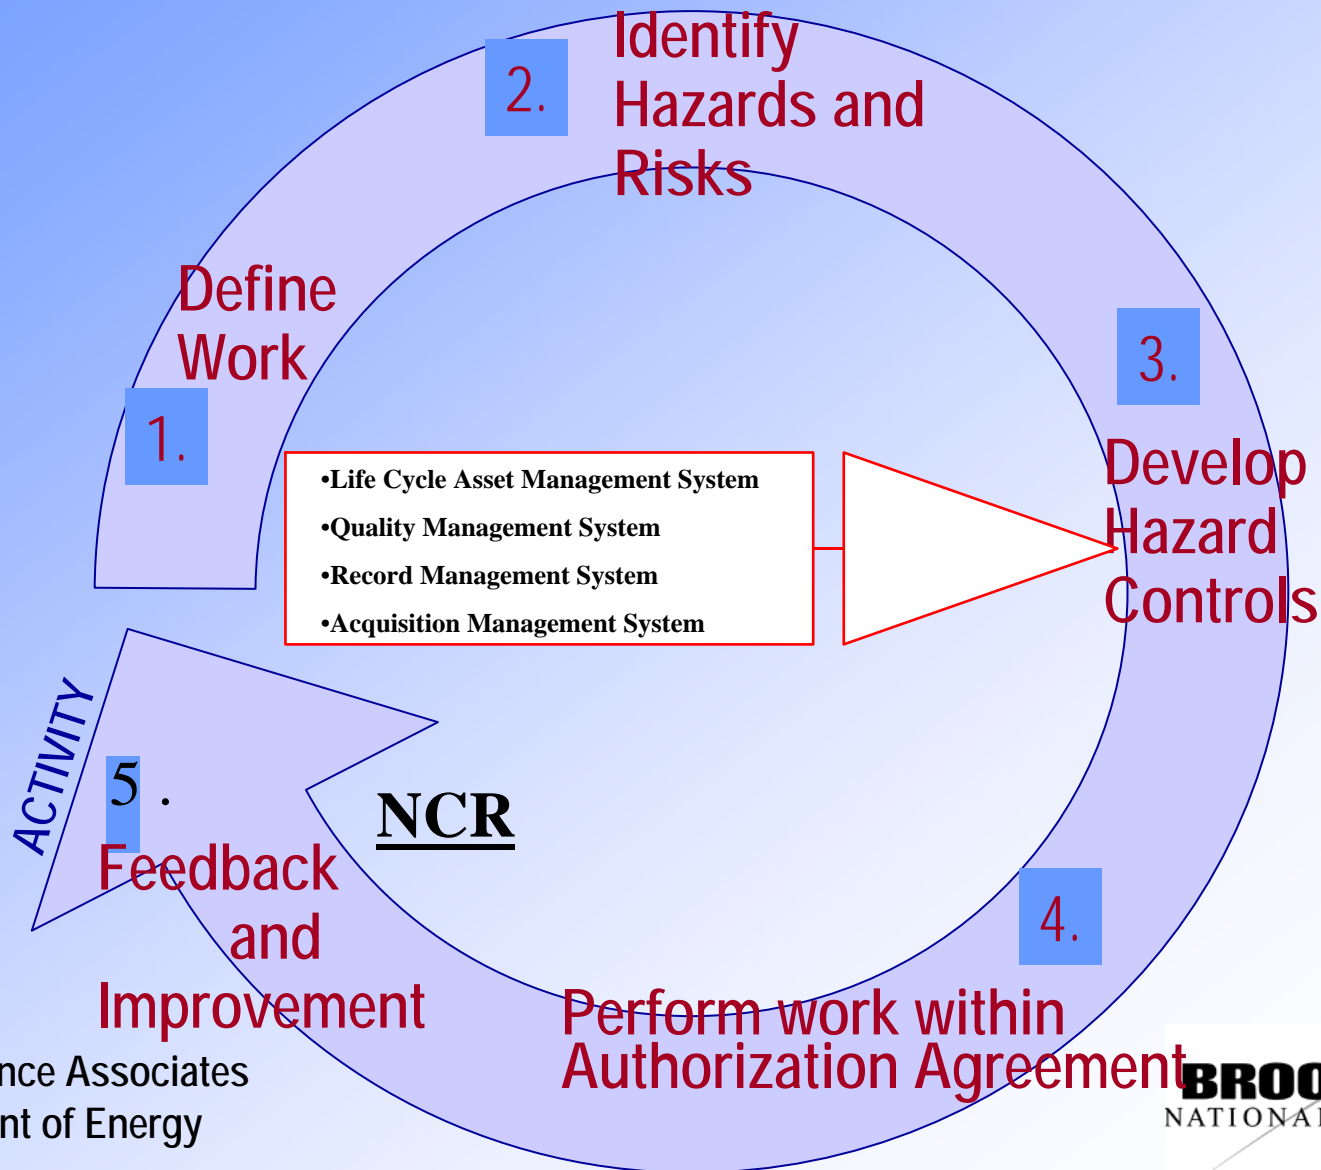 2.
Identify
Hazards and
Risks
Define
Work
1.
3.
Develop
Hazard
Controls
•Life Cycle Asset Management System
•Quality Management System
•Record Management System
•Acquisition Management System
ACTIVITY
5 .
NCR
Feedback
and
Improvement
4.
Perform work within
Authorization Agreement
nce Associates
nt of Energy
BROO
NATIONA